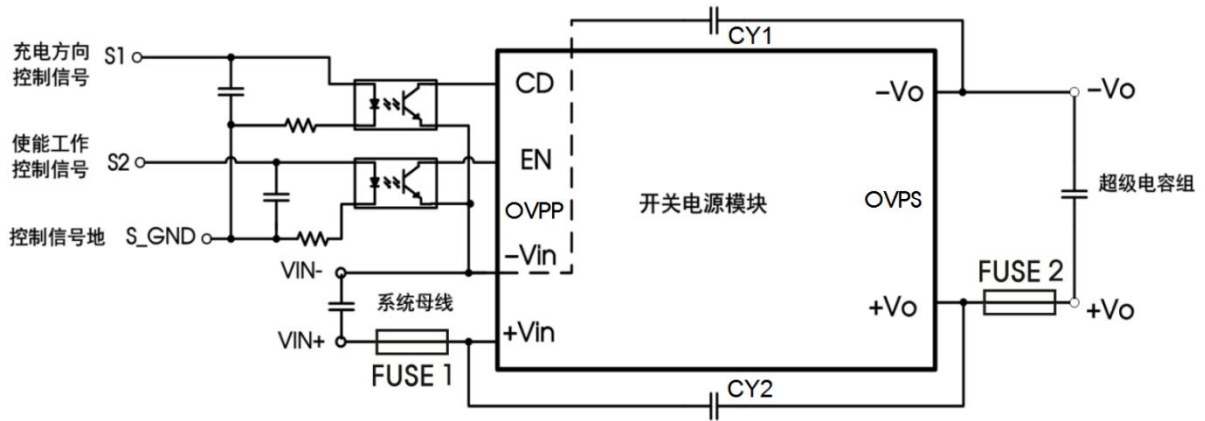 CY1
充电方向
控制信号
S1
CD
−Vo
−Vo
使能工作
控制信号
S2
EN
开关电源模块
OVPP
OVPS
超级电容组
控制信号地
S_GND
−Vin
VIN-
系统母线
FUSE 2
+Vo
+Vo
VIN+
+Vin
FUSE 1
CY2